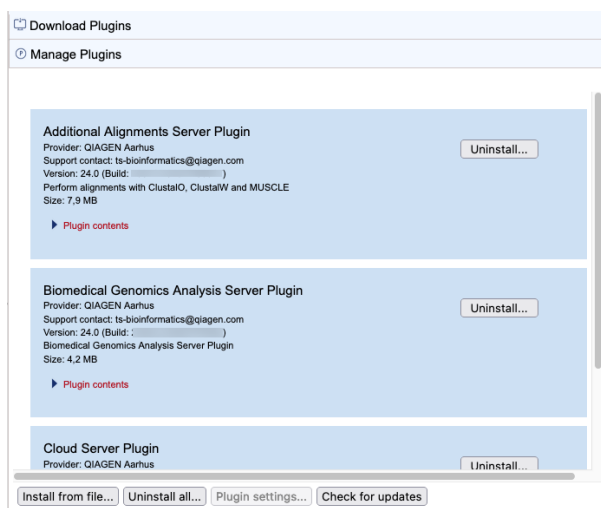 Download Plugins
Manage Plugins
Additional Alignments Server Plugin
Provider: QIAGEN Aarhus
Support contact: ts-bioinformatics@qiagen.com
Version: 24.0 (Build: )
Perform alignments with ClustalO, ClustalW and MUSCLE
Size: 7,9 MB
Plugin contents
Uninstall...
Biomedical Genomics Analysis Server Plugin
Provider: QIAGEN Aarhus
Support contact: ts-bioinformatics@qiagen.com
Version: 24.0 (Build: )
Biomedical Genomics Analysis Server Plugin
Size: 4,2 MB
Plugin contents
Uninstall...
Cloud Server Plugin
Provider: QIAGEN Aarhus
Uninstall...
Install from file... Uninstall all... Plugin settings... Check for updates